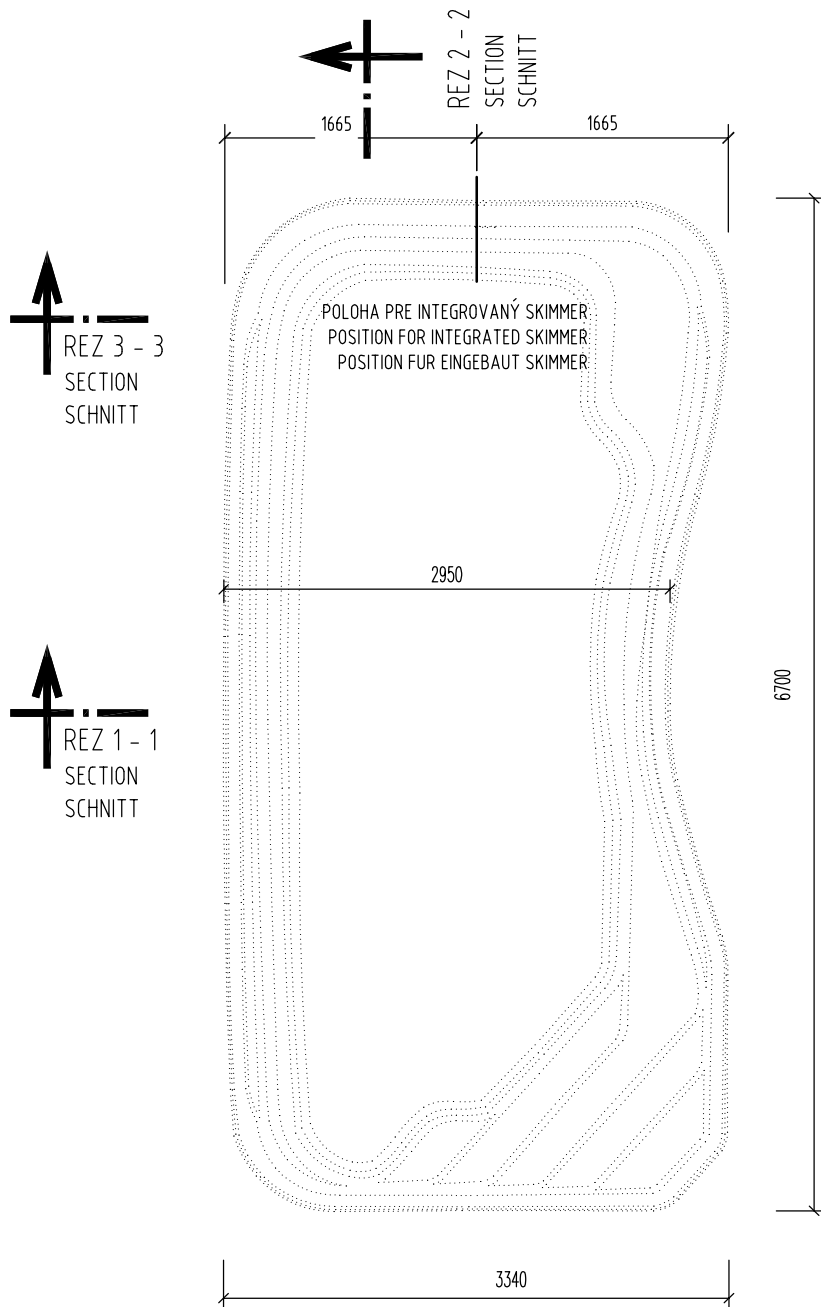 REZ 2 - 2
SECTION
SCHNITT
1665
1665
POLOHA PRE INTEGROVANÝ SKIMMER
POSITION FOR INTEGRATED SKIMMER
POSITION FUR EINGEBAUT SKIMMER
REZ 3 - 3
SECTION
SCHNITT
2950
6700
REZ 1 - 1
SECTION
SCHNITT
3340